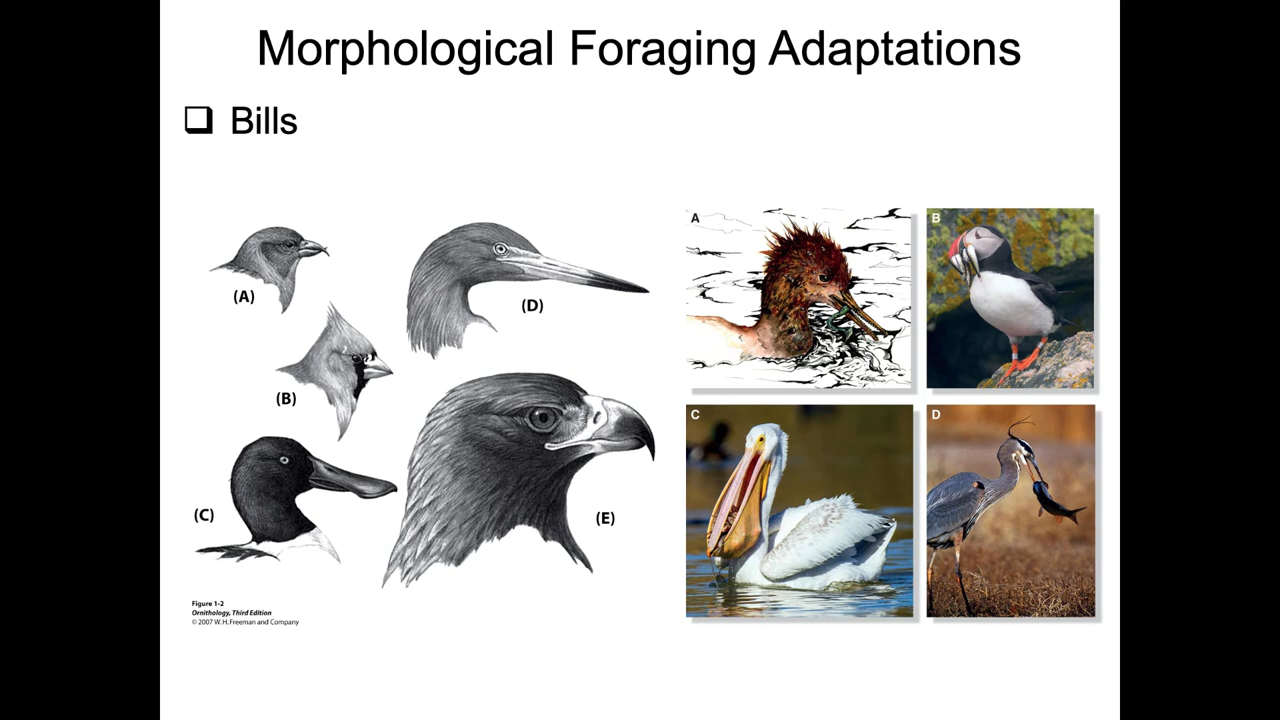 Morphological Foraging Adaptations
Bills
(A)
(B)
(C)
(D)
(E)
Figure 1-2
Ornithology, Third Edition
© 2007 W. H. Freeman and Company
A
B
C
D